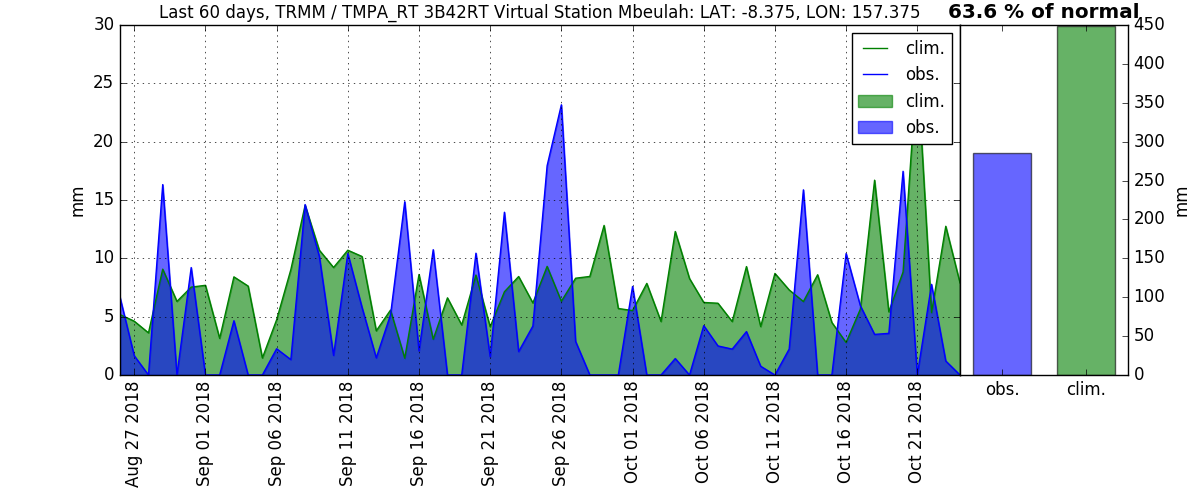 Last 60 days, TRMM / TMPA_RT 3B42RT Virtual Station Mbeulah: LAT: -8.375, LON: 157.375
63.6 % of normal
30
25
20
15
10
5
0
mm
clim.
obs.
clim.
obs.
450
400
350
300
250
200
150
100
50
0
mm
obs.
clim.
Aug 27 2018
Sep 01 2018
Sep 06 2018
Sep 11 2018
Sep 16 2018
Sep 21 2018
Sep 26 2018
Oct 01 2018
Oct 06 2018
Oct 11 2018
Oct 16 2018
Oct 21 2018